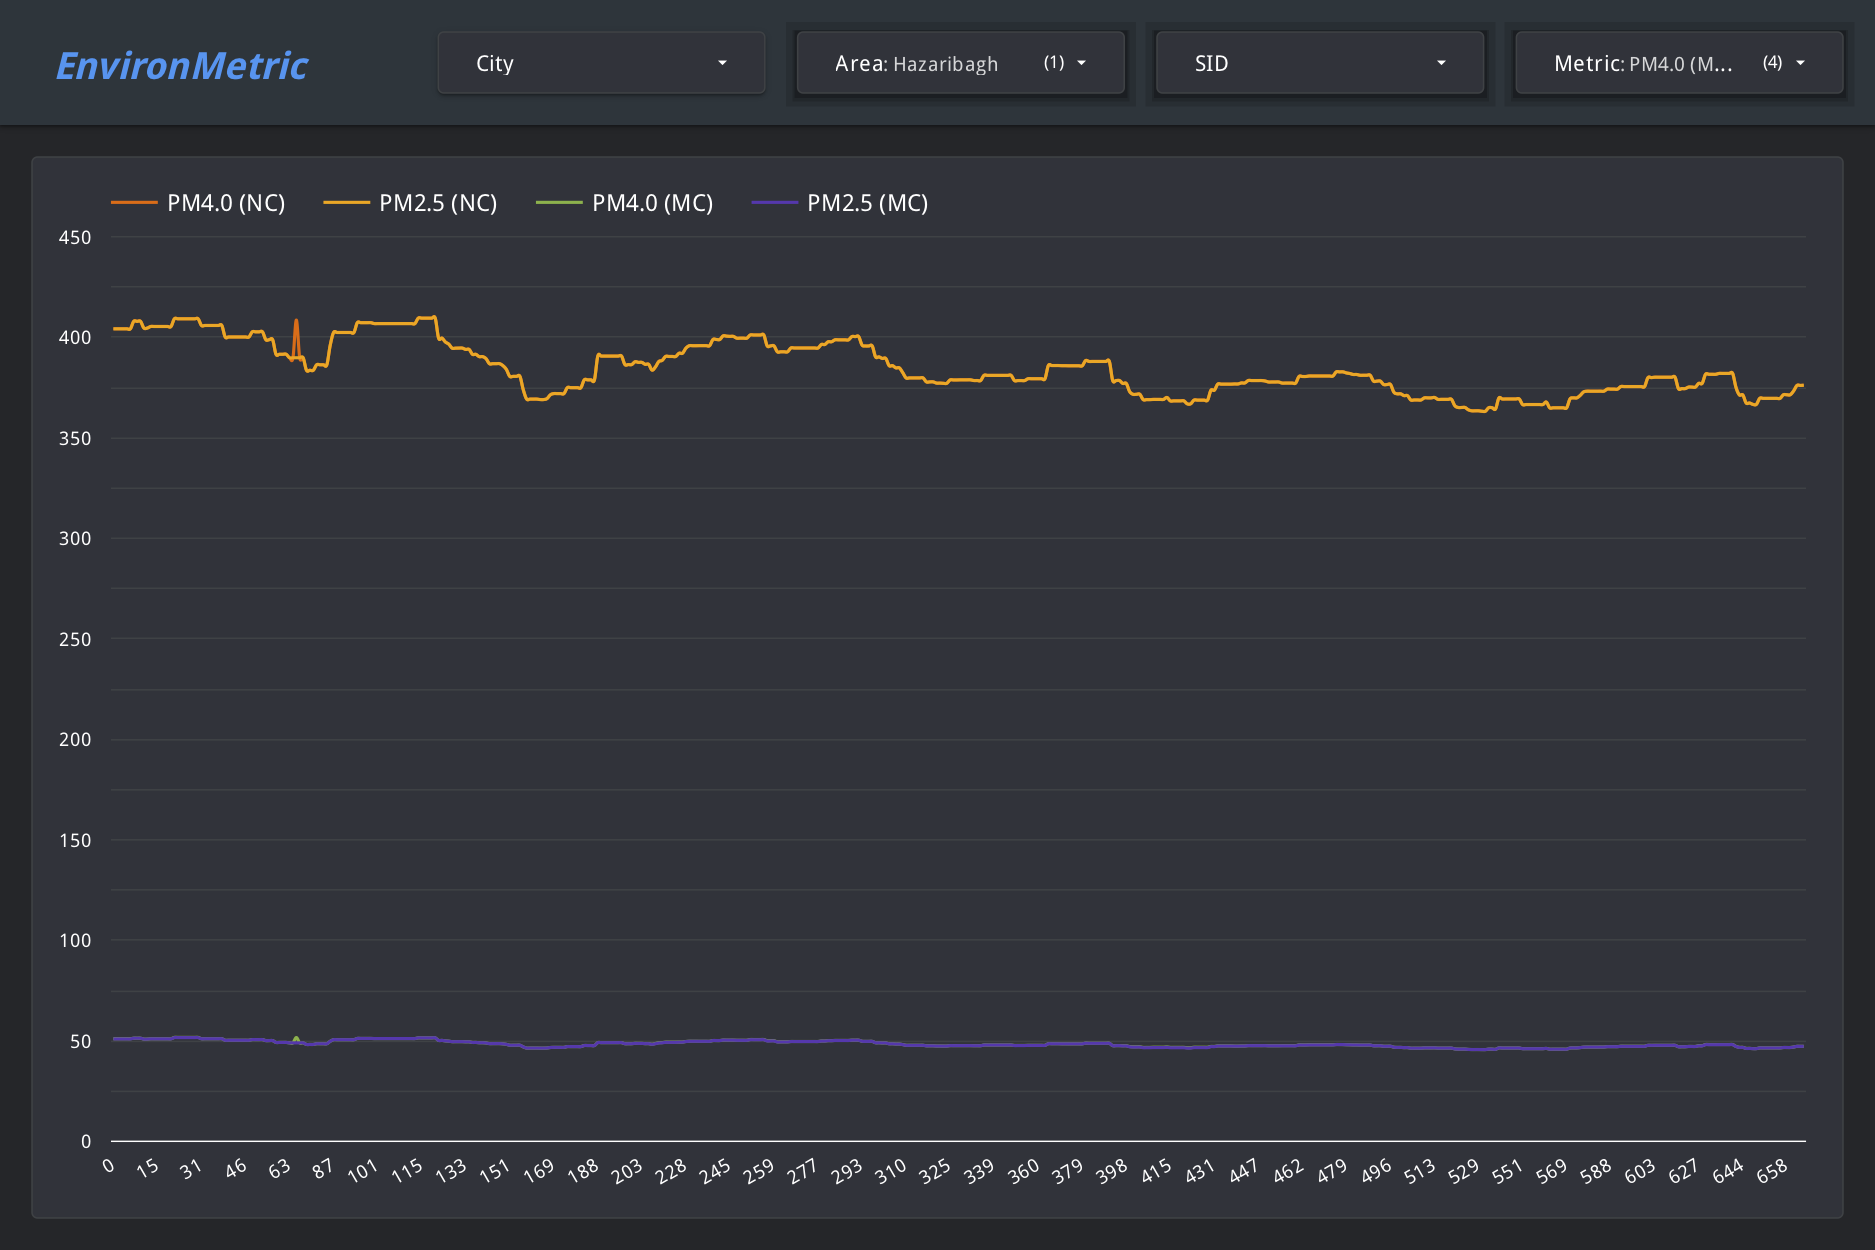 EnvironMetric
City
Area: Hazaribagh (1)
SID
Metric: PM4.0 (M... (4)
PM4.0 (NC) PM2.5 (NC) PM4.0 (MC) PM2.5 (MC)
450
400
350
300
250
200
150
100
50
0
0 15 31 46 63 87 101 115 133 151 169 188 203 228 245 259 277 293 310 325 339 360 379 398 415 431 447 462 479 496 513 529 551 569 588 603 627 644 658